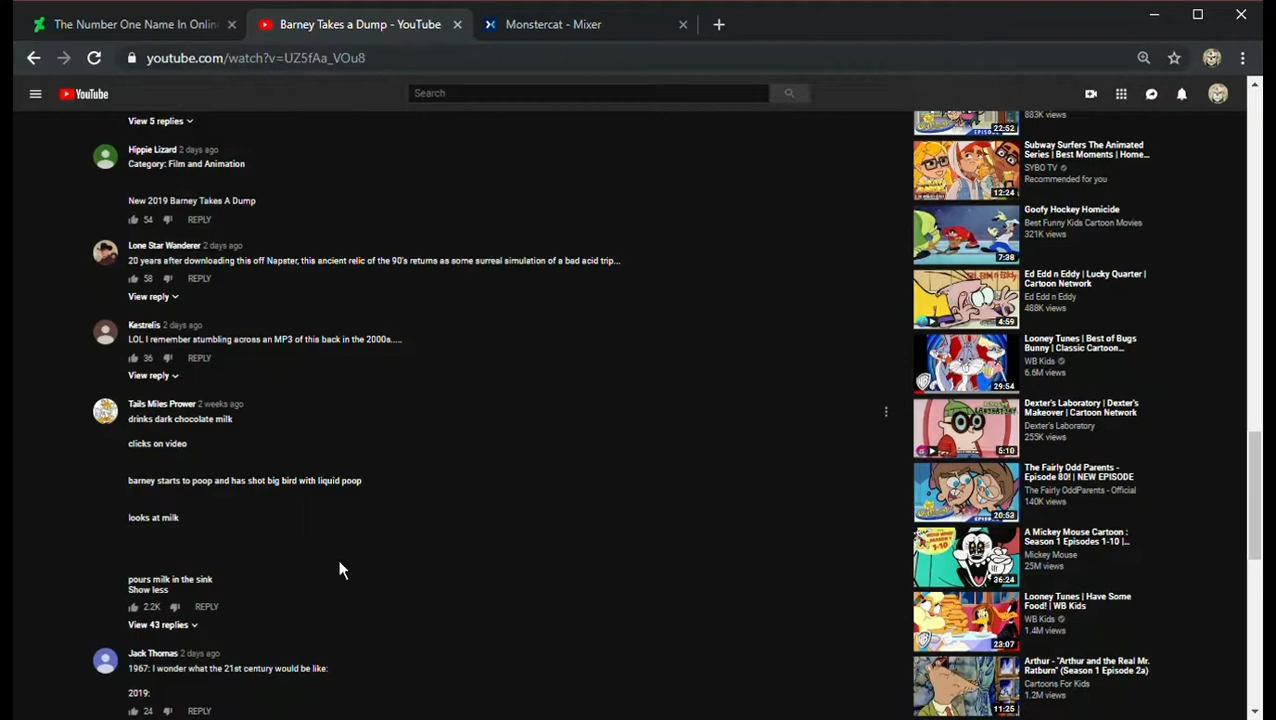 The Number One Name In Onlin
Barney Takes a Dump - YouTube
Monstercat - Mixer
youtube.com/watch?v=UZ5fAa_VOu8
YouTube
Search
View 5 replies
Hippie Lizard 2 days ago
Category: Film and Animation
New 2019 Barney Takes A Dump
54 REPLY
Lone Star Wanderer 2 days ago
20 years after downloading this off Napster, this ancient relic of the 90's returns as some surreal simulation of a bad acid trip...
58 REPLY
View reply
Kestrelis 2 days ago
LOL I remember stumbling across an MP3 of this back in the 2000s.....
36 REPLY
View reply
Tails Miles Prower 2 weeks ago
drinks dark chocolate milk
clicks on video
barney starts to poop and has shot big bird with liquid poop
looks at milk
pours milk in the sink
Show less
2.2K REPLY
View 43 replies
Jack Thomas 2 days ago
1967: I wonder what the 21st century would be like:
2019:
24 REPLY
883K views
22:52
Subway Surfers The Animated
Series | Best Moments | Home...
SYBO TV
Recommended for you
12:24
Goofy Hockey Homicide
Best Funny Kids Cartoon Movies
321K views
7:38
Ed Edd n Eddy | Lucky Quarter |
Cartoon Network
Ed Edd n Eddy
488K views
4:59
Looney Tunes | Best of Bugs
Bunny | Classic Cartoon...
WB Kids
6.6M views
29:54
Dexter's Laboratory | Dexter's
Makeover | Cartoon Network
Dexter's Laboratory
255K views
5:10
The Fairly Odd Parents -
Episode 80! | NEW EPISODE
The Fairly OddParents - Official
140K views
20:53
A Mickey Mouse Cartoon :
Season 1 Episodes 1-10 |...
Mickey Mouse
25M views
36:24
Looney Tunes | Have Some
Food! | WB Kids
WB Kids
1.4M views
23:07
Arthur - "Arthur and the Real Mr.
Ratburn" (Season 1 Episode 2a)
Cartoons For Kids
1.2M views
11:25